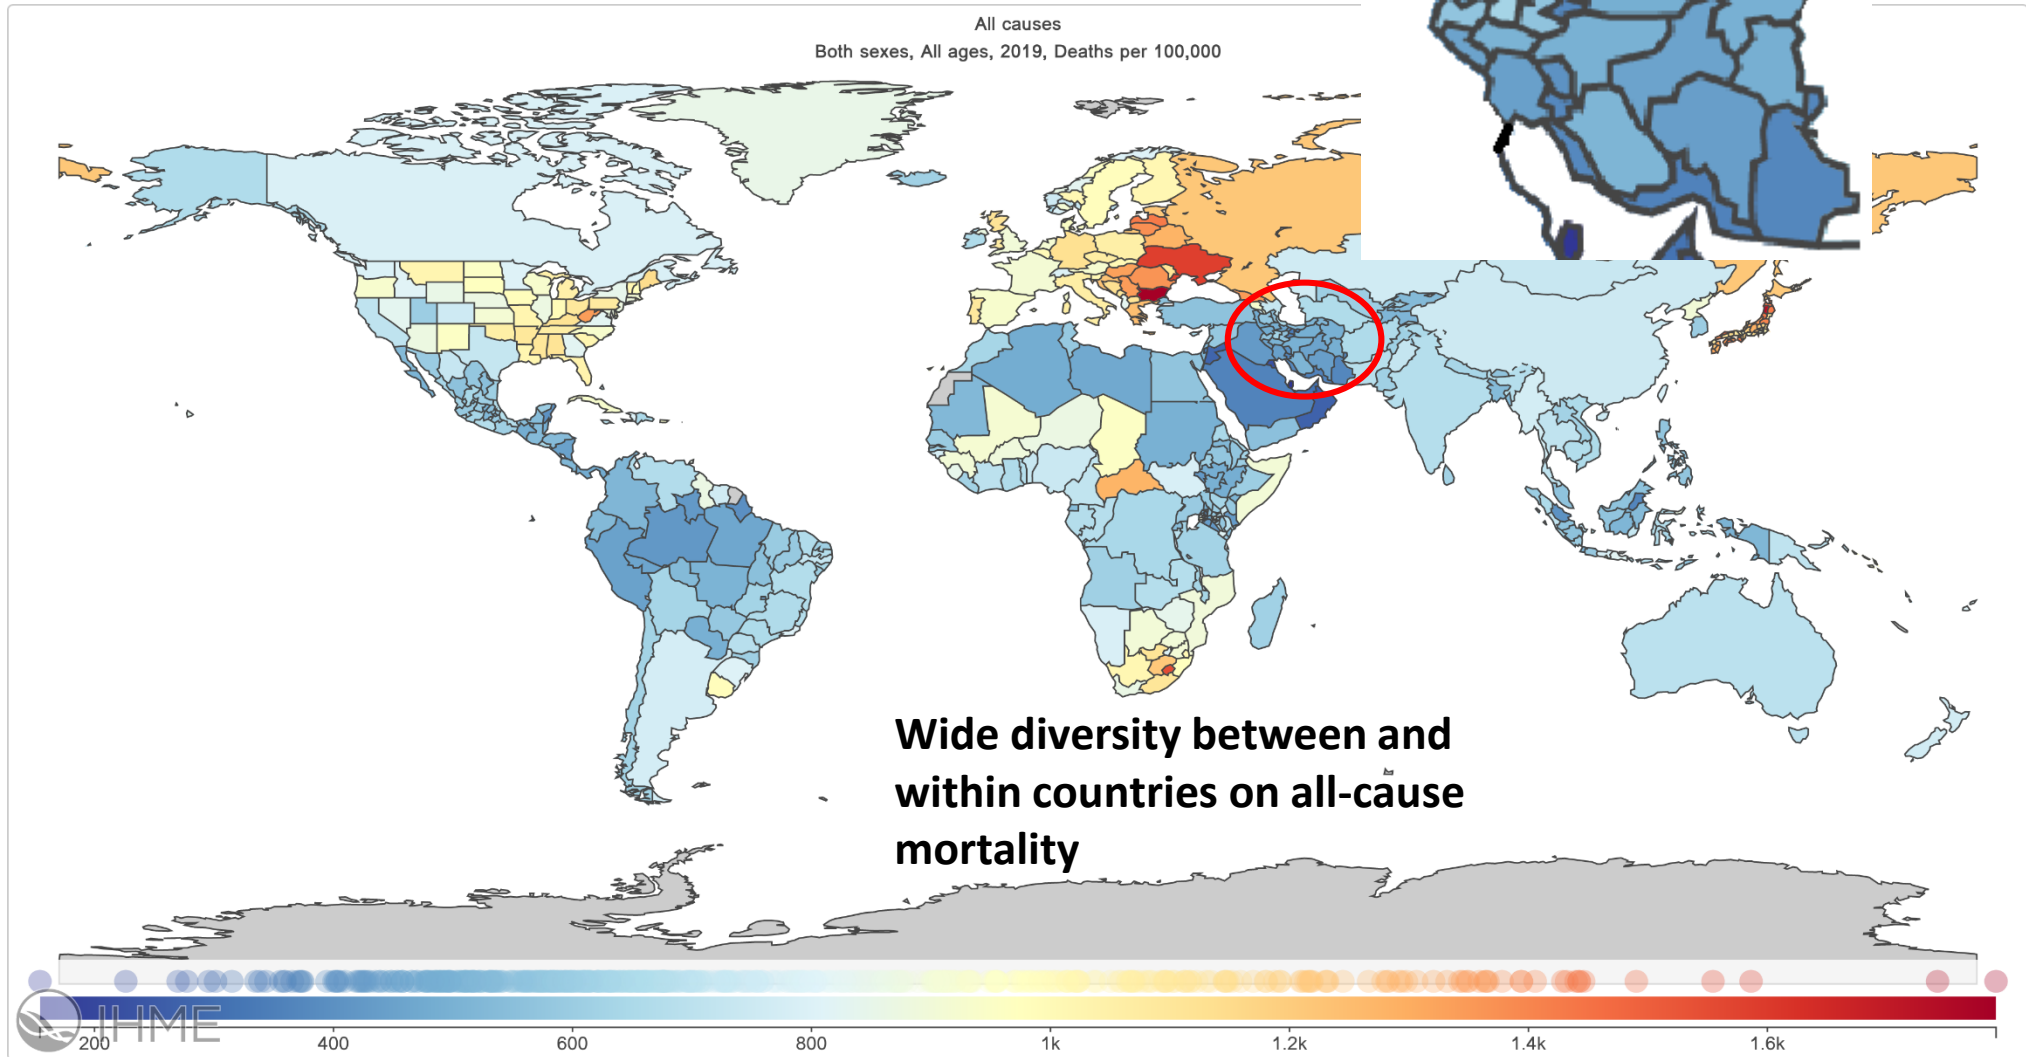 All causes
Both sexes, All ages, 2019, Deaths per 100,000
Wide diversity between and
within countries on all-cause
mortality
IHME
200 400 600 800 1k 1.2k 1.4k 1.6k